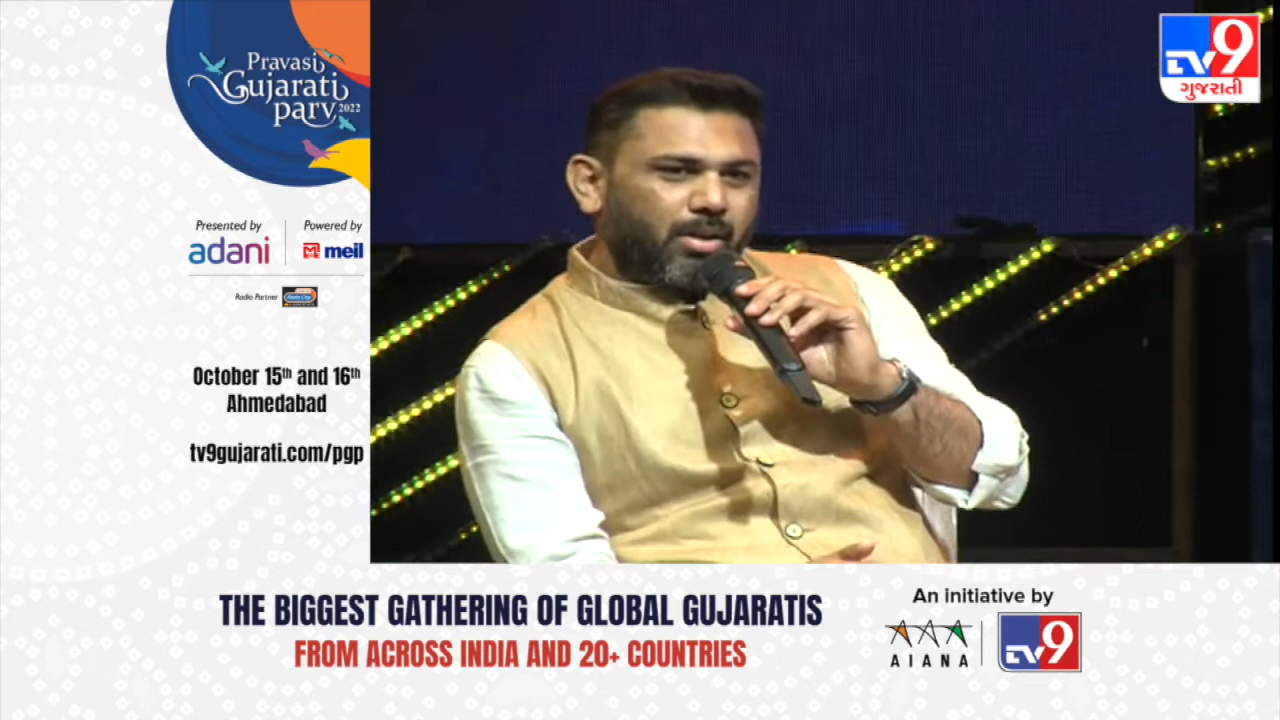 Pravasi
Gujarati
parv 2022
TV9
ગુજરાતી
Presented by
adani
Powered by
meil
Radio Partner
October 15th and 16th
Ahmedabad
tv9gujarati.com/pgp
THE BIGGEST GATHERING OF GLOBAL GUJARATIS
FROM ACROSS INDIA AND 20+ COUNTRIES
An initiative by
AIANA
TV9